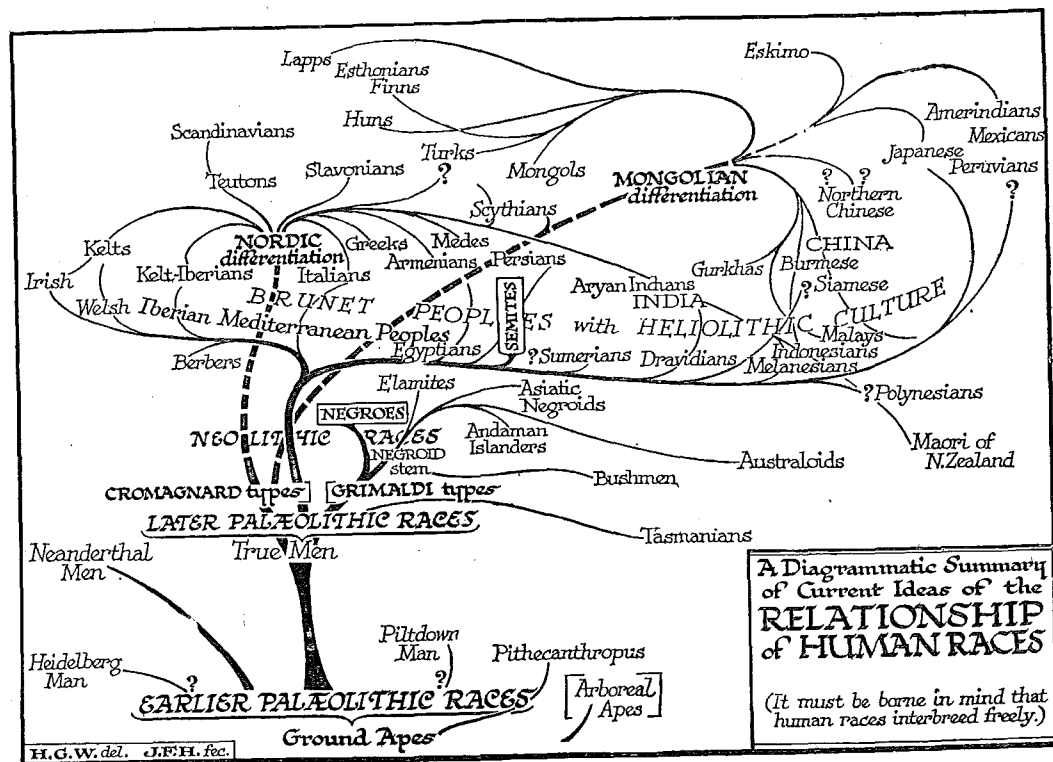 Lapps
Esthonians
Finns
Huns
Eskimo
Amerindians
Mexicans
Scandinavians
Teutons
Slavonians
Turks
?
Mongols
MONGOLIAN
differentiation
Japanese
Peruvians
?
? ?
Northern
Chinese
Scythians
Kelts
NORDIC
differentiation
Greeks
Medes
Armenians
Persians
CHINA
Irish
Kelt-Iberians
Italians
Gurkhas
Burmese
Aryan Indians
INDIA
? Siamese
Welsh
BRUNET PEOPLES with HELIOLITHIC CULTURE
Iberian Mediterranean Peoples
SEMITES
Malays
Berbers
Egyptians
? Sumerians
Dravidians
Indonesians
Melanesians
Elamites
Asiatic
Negroids
? Polynesians
NEGROES
NEOLITHIC RACES
NEGROID
stem
Andaman
Islanders
Australoids
Maori of
N. Zealand
Bushmen
CROMAGNARD types] [GRIMALDI types
LATER PALÆOLITHIC RACES
True Men
Tasmanians
Neanderthal
Men
Heidelberg
Man
?
Piltdown
Man
?
Pithecanthropus
EARLIER PALÆOLITHIC RACES
[Arboreal
Apes]
Ground Apes
A Diagrammatic Summary
of Current Ideas of the
RELATIONSHIP
of HUMAN RACES
(It must be borne in mind that
human races interbreed freely.)
H.G.W. del. J.F.H. fec.